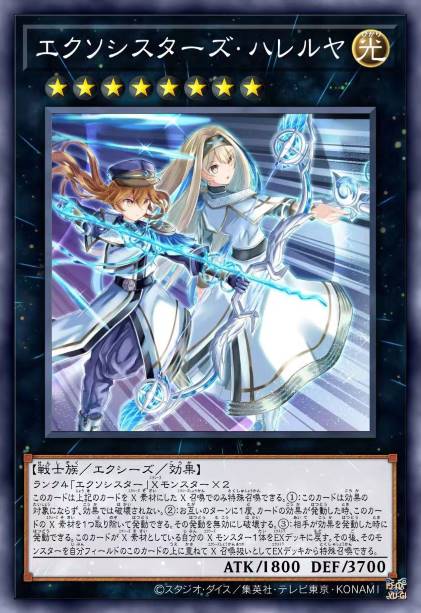 エクソシスターズ・ハレルヤ
光
[戦士族／エクシーズ／効果]
ランク4「エクソシスター」Xモンスター×2
このカードは上記のカードを X 素材にした X 召喚でのみ特殊召喚できる。①:このカードは効果の
対象にならず、効果では破壊されない。②:お互いのターンに1度、カードの効果が発動した時、このカー
ドの X 素材を1つ取り除いて発動できる。その発動を無効にし破壊する。③:相手が効果を発動した時に
発動できる。このカードが X 素材としている自分の X モンスター1体をEXデッキに戻す。その後、そのモ
ンスターを自分フィールドのこのカードの上に重ねて X 召喚扱いとしてEXデッキから特殊召喚できる。
ATK/1800 DEF/3700
©スタジオ・ダイス／集英社・テレビ東京・KONAMI